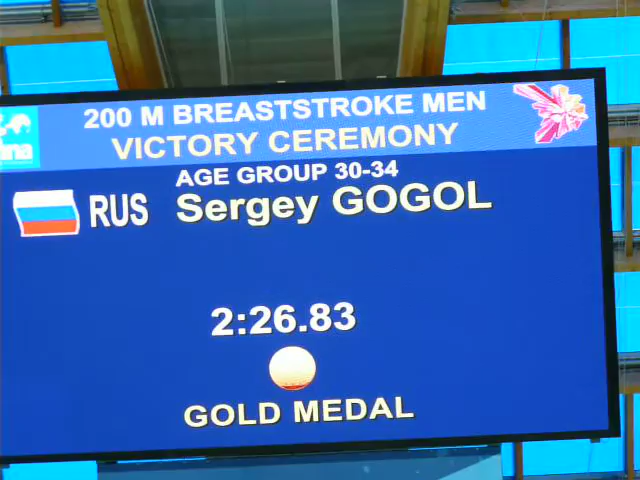 200 M BREASTSTROKE MEN
VICTORY CEREMONY
AGE GROUP 30-34
RUS Sergey GOGOL
2:26.83
GOLD MEDAL